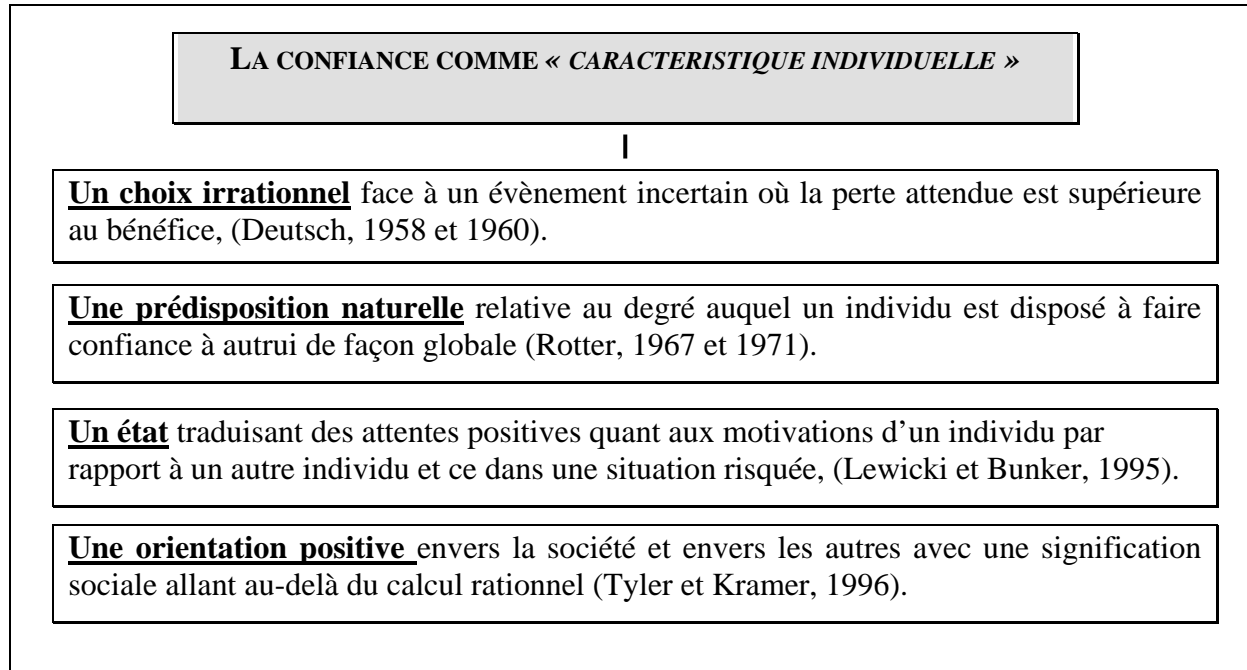 LA CONFIANCE COMME « CARACTERISTIQUE INDIVIDUELLE »
Un choix irrationnel face à un évènement incertain où la perte attendue est supérieure
au bénéfice, (Deutsch, 1958 et 1960).
Une prédisposition naturelle relative au degré auquel un individu est disposé à faire
confiance à autrui de façon globale (Rotter, 1967 et 1971).
Un état traduisant des attentes positives quant aux motivations d’un individu par
rapport à un autre individu et ce dans une situation risquée, (Lewicki et Bunker, 1995).
Une orientation positive envers la société et envers les autres avec une signification
sociale allant au-delà du calcul rationnel (Tyler et Kramer, 1996).